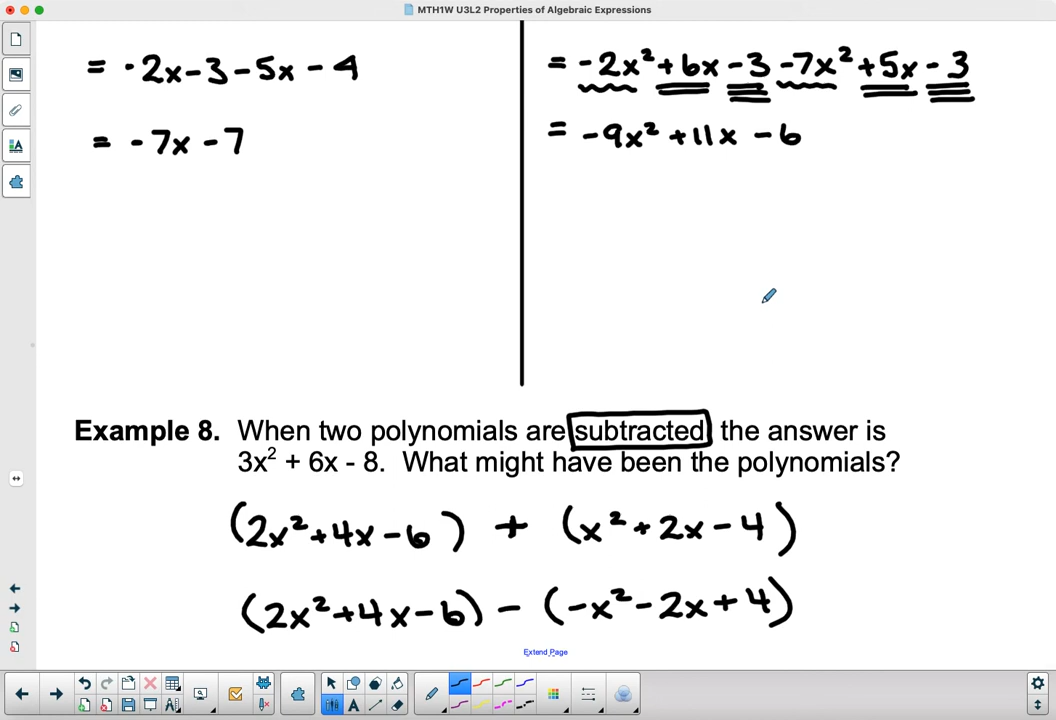 MTH1W U3L2 Properties of Algebraic Expressions
= -2x-3-5x-4
= -7x-7
= -2x²+6x-3-7x²+5x-3
= -9x²+11x-6
Example 8. When two polynomials are subtracted, the answer is
3x² + 6x - 8. What might have been the polynomials?
(2x²+4x-6) + (x²+2x-4)
(2x²+4x-6) - (-x²-2x+4)
Extend Page